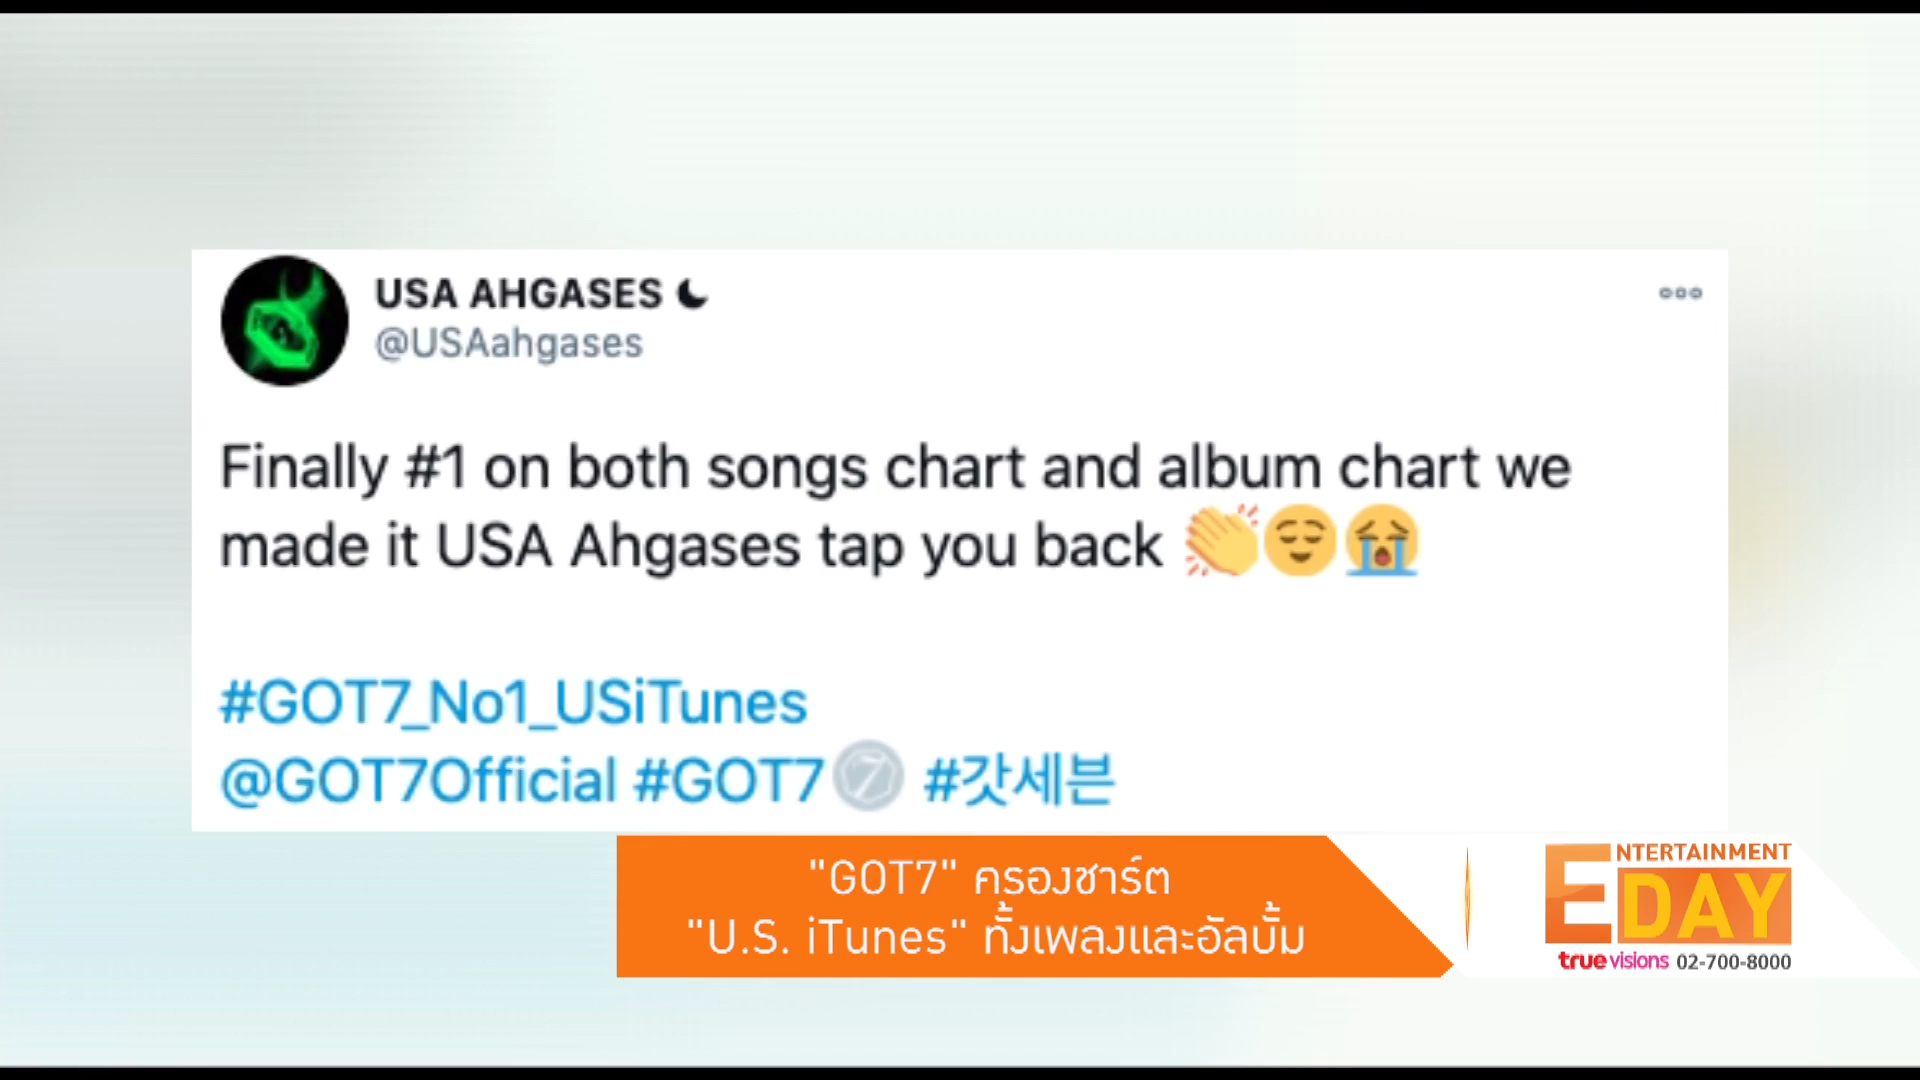 USA AHGASES
@USAahgases
Finally #1 on both songs chart and album chart we
made it USA Ahgases tap you back 👏😌😭
#GOT7_No1_USiTunes
@GOT7Official #GOT7 #갓세븐
"GOT7" ครองชาร์ต
"U.S. iTunes" ทั้งเพลงและอัลบั้ม
ENTERTAINMENT
DAY
truevisions 02-700-8000